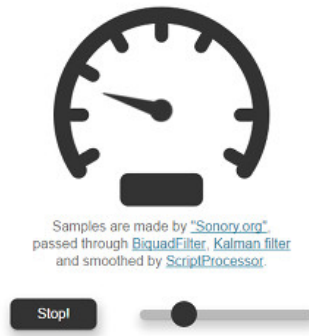 Samples are made by "Sonory.org",
passed through BiquadFilter, Kalman filter
and smoothed by ScriptProcessor.
Stop!